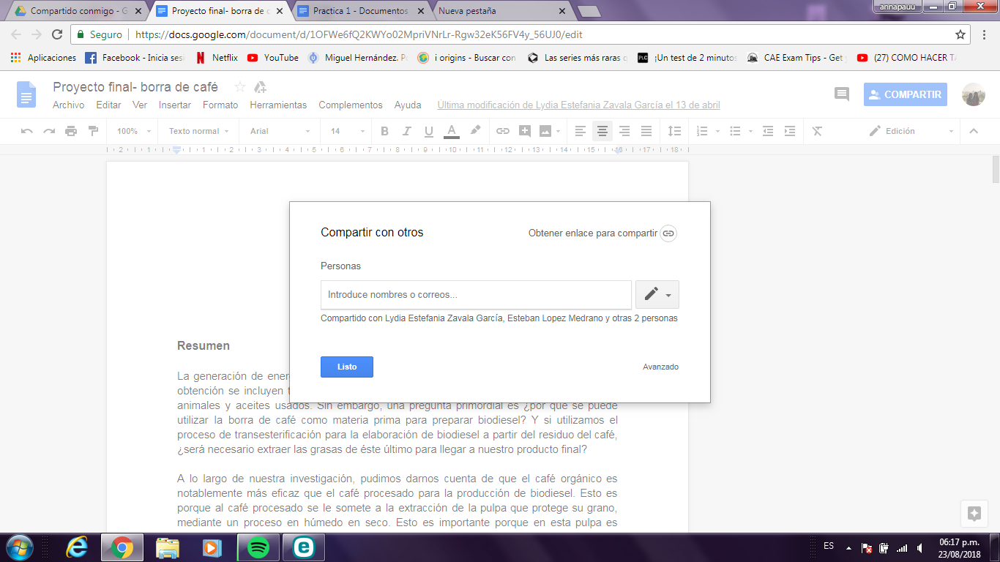 Compartido conmigo - G
Proyecto final- borra de c
Practica 1 - Documentos
Nueva pestaña
annapauu
Seguro
https://docs.google.com/document/d/1OFWe6fQ2KWYo02MpriVNrLr-Rgw32eK56FV4y_56UJ0/edit
Aplicaciones
Facebook - Inicia sesi
Netflix
YouTube
Miguel Hernández. P
i origins - Buscar con
Las series más raras
¡Un test de 2 minutos
CAE Exam Tips - Get
(27) COMO HACER T
Proyecto final- borra de café
COMPARTIR
Archivo Editar Ver Insertar Formato Herramientas Complementos Ayuda
Última modificación de Lydia Estefania Zavala García el 13 de abril
100% Texto normal Arial 14 B I U A Edición
2 1 1 2 3 4 5 6 7 8 9 10 11 12 13 14 15 16 17 18
Compartir con otros
Obtener enlace para compartir
Personas
Introduce nombres o correos...
Compartido con Lydia Estefania Zavala García, Esteban Lopez Medrano y otras 2 personas
Listo
Avanzado
Resumen
La generación de ener
obtención se incluyen
animales y aceites usados. Sin embargo, una pregunta primordial es ¿por qué se puede
utilizar la borra de café como materia prima para preparar biodiesel? Y si utilizamos el
proceso de transesterificación para la elaboración de biodiesel a partir del residuo del café,
¿será necesario extraer las grasas de éste último para llegar a nuestro producto final?
A lo largo de nuestra investigación, pudimos darnos cuenta de que el café orgánico es
notablemente más eficaz que el café procesado para la producción de biodiesel. Esto es
porque al café procesado se le somete a la extracción de la pulpa que protege su grano,
mediante un proceso en húmedo en seco. Esto es importante porque en esta pulpa es
ES
06:17 p.m.
23/08/2018